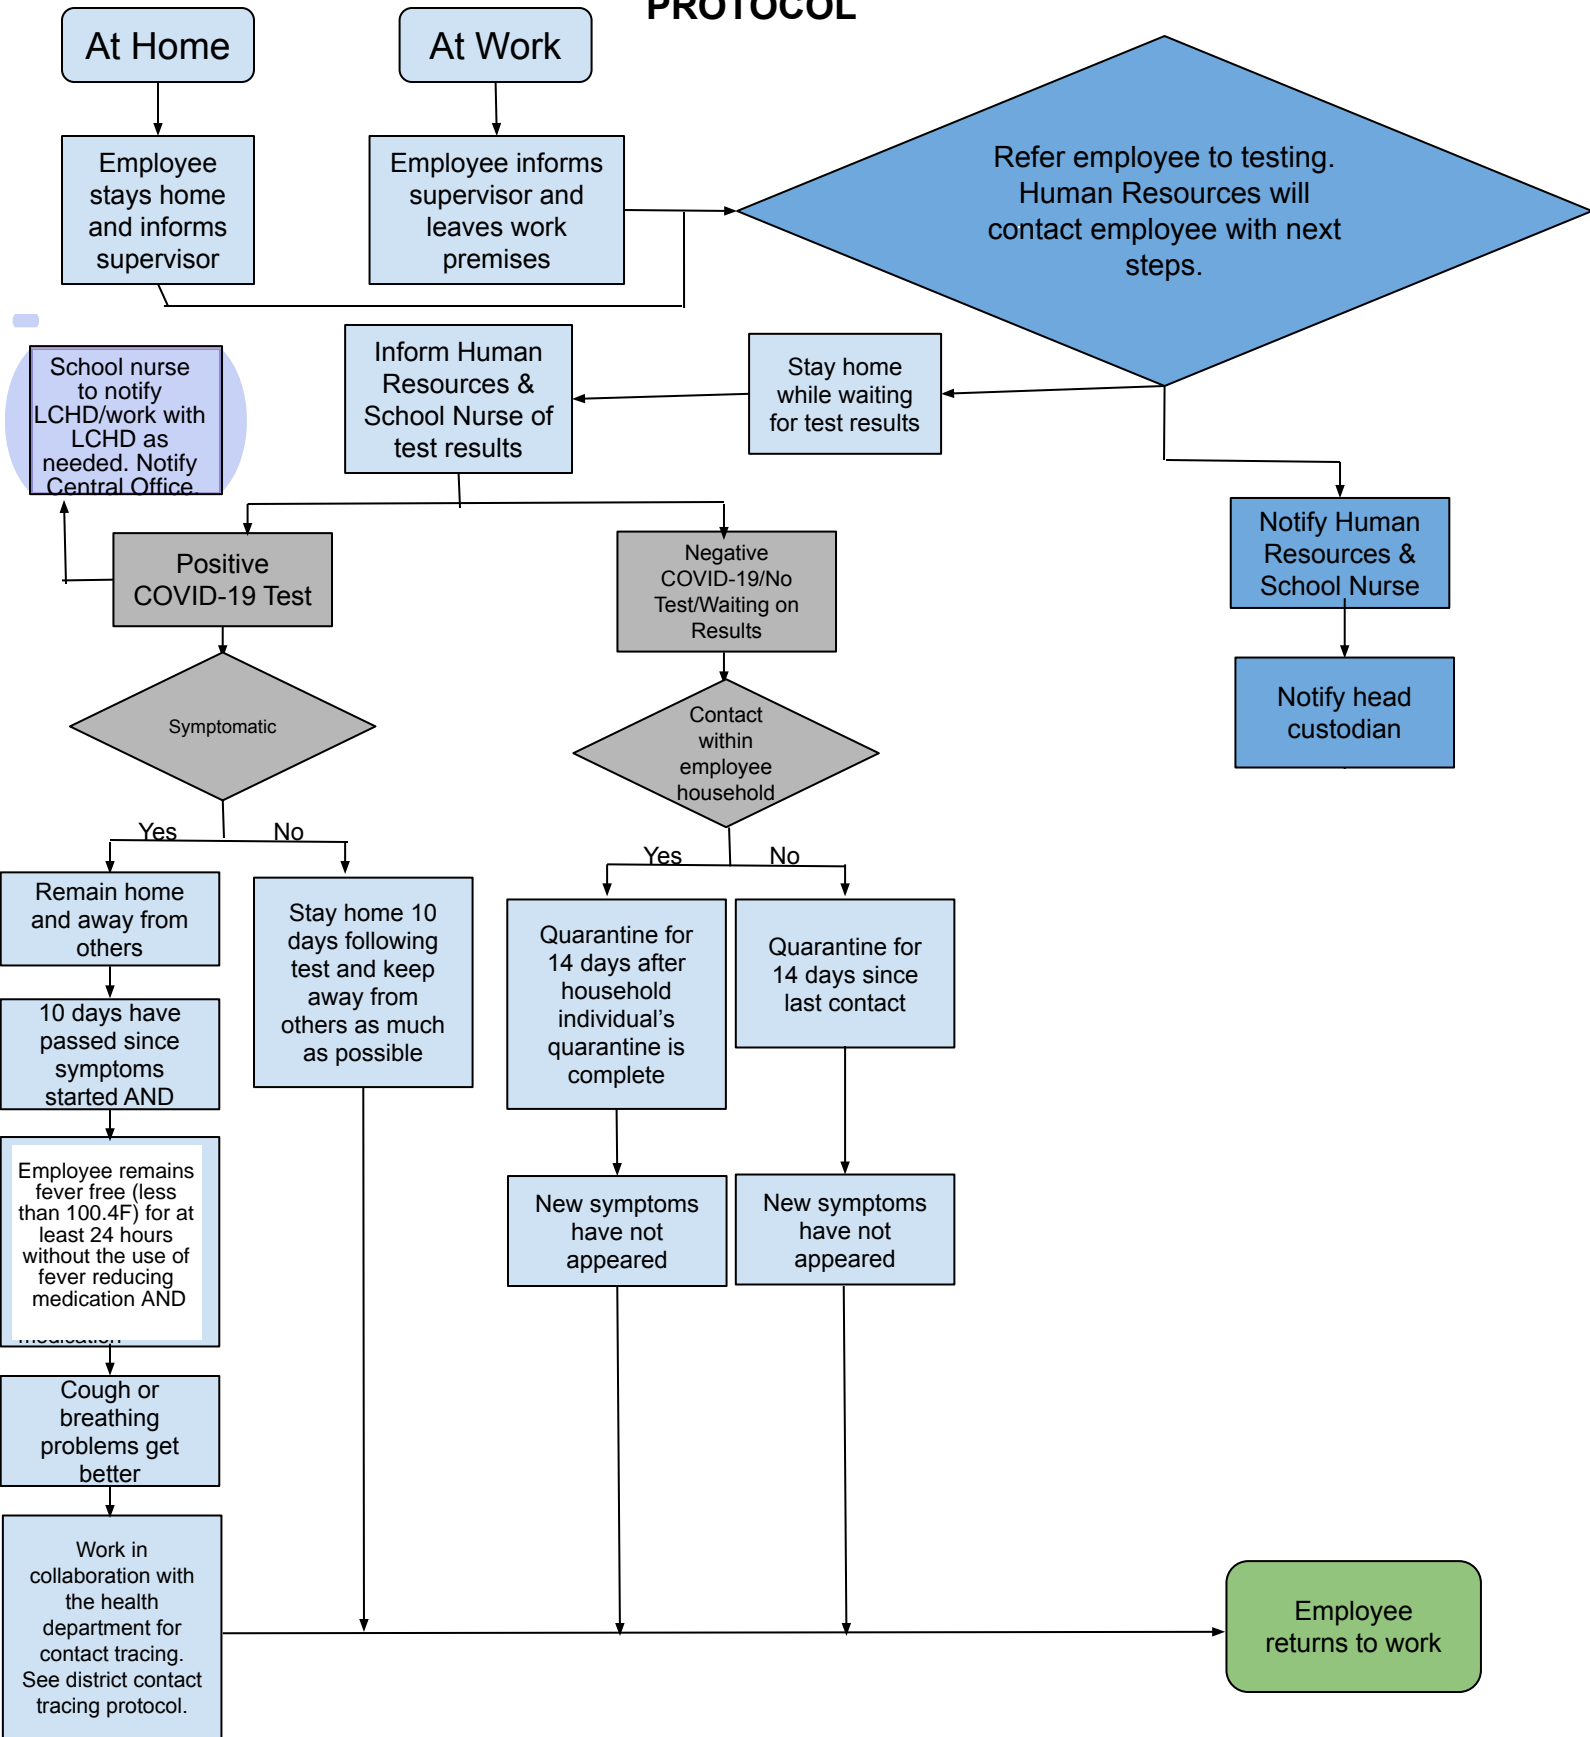 PROTOCOL
At Home
At Work
Employee
stays home
and informs
supervisor
Employee informs
supervisor and
leaves work
premises
Refer employee to testing.
Human Resources will
contact employee with next
steps.
School nurse
to notify
LCHD/work with
LCHD as
needed. Notify
Central Office.
Inform Human
Resources &
School Nurse of
test results
Stay home
while waiting
for test results
Notify Human
Resources &
School Nurse
Notify head
custodian
Positive
COVID-19 Test
Negative
COVID-19/No
Test/Waiting on
Results
Symptomatic
Contact
within
employee
household
Yes No
Yes No
Remain home
and away from
others
10 days have
passed since
symptoms
started AND
Employee remains
fever free (less
than 100.4F) for at
least 24 hours
without the use of
fever reducing
medication AND
medication
Cough or
breathing
problems get
better
Work in
collaboration with
the health
department for
contact tracing.
See district contact
tracing protocol.
Stay home 10
days following
test and keep
away from
others as much
as possible
Quarantine for
14 days after
household
individual’s
quarantine is
complete
New symptoms
have not
appeared
Quarantine for
14 days since
last contact
New symptoms
have not
appeared
Employee
returns to work